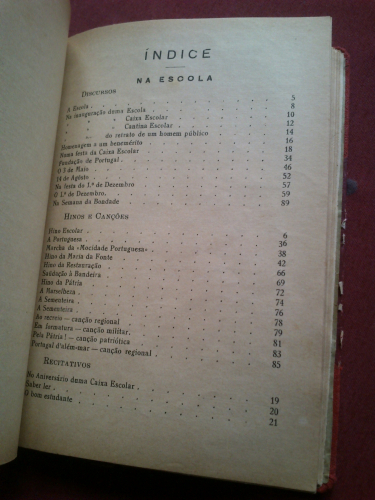 ÍNDICE
NA ESCOLA
DISCURSOS
A Escola 5
Na inauguração duma Escola 8
» » » Caixa Escolar 10
» » » Cantina Escolar 12
» » do retrato de um homem público 14
Homenagem a um benemérito 16
Numa festa da Caixa Escolar 18
Fundação de Portugal 34
O 3 de Maio 46
14 de Agosto 52
Na festa do 1.º de Dezembro 57
O 1.º de Dezembro 59
Na Semana da Bondade 89
HINOS E CANÇÕES
Hino Escolar 6
A Portuguesa 36
Marcha da «Mocidade Portuguesa» 38
Hino da Maria da Fonte 40
Hino da Restauração 42
Saüdação à Bandeira 66
Hino da Pátria 69
A Marselhesa 72
A Sementeira 74
A Sementeira 76
Ao recreio — canção regional 78
Em formatura — canção militar 79
Pela Pátria! — canção patriótica 81
Portugal d'além-mar — canção regional 83
85
RECITATIVOS
No Aniversário duma Caixa Escolar 19
Saber ler 20
O bom estudante 21